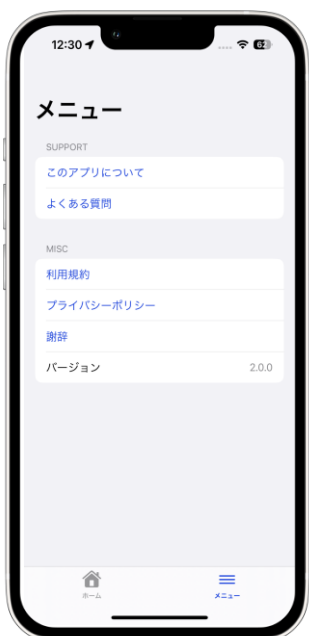 12:30
62
メニュー
SUPPORT
このアプリについて
よくある質問
MISC
利用規約
プライバシーポリシー
謝辞
バージョン 2.0.0
ホーム メニュー